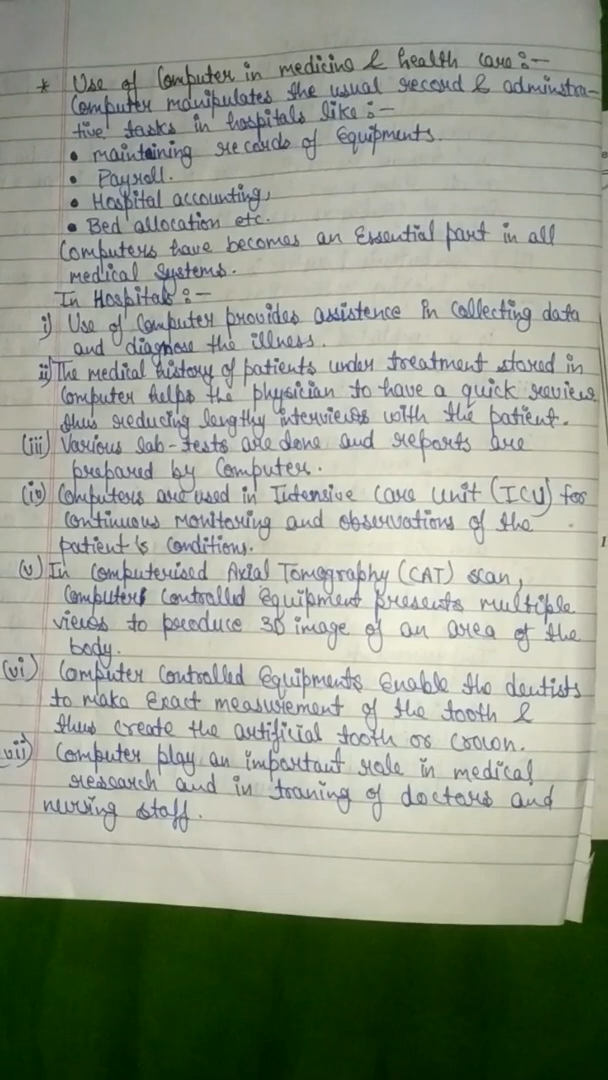 * Use of Computer in medicine & health care :-
Computer manipulates the usual record & adminstra-
tive tasks in hospitals like :-
• maintaining records of Equipments.
• Payroll.
• Hospital accounting,
• Bed allocation etc.
Computers have becomes an Essential part in all
medical Systems.
In Hospitals :-
i) Use of Computer provides assistence in Collecting data
and diagnose the illness.
ii) The medical history of patients under treatment stored in
Computer helps the physician to have a quick review
thus reducing lengthy interviews with the patient.
(iii) Various lab-tests are done and reports are
prepared by Computer.
(iv) Computers are used in Intensive Care Unit (ICU) for
Continuous Monitoring and observations of the
patient's Conditions.
(v) In Computerised Axial Tomography (CAT) scan,
Computer Controlled Equipment presents multiple
views to produce 3D image of an area of the
body.
(vi) Computer Controlled Equipments Enable the dentists
to make Exact measurement of the tooth &
thus create the artificial tooth or crown.
vii) Computer play an important role in medical
research and in traning of doctors and
nursing staff.